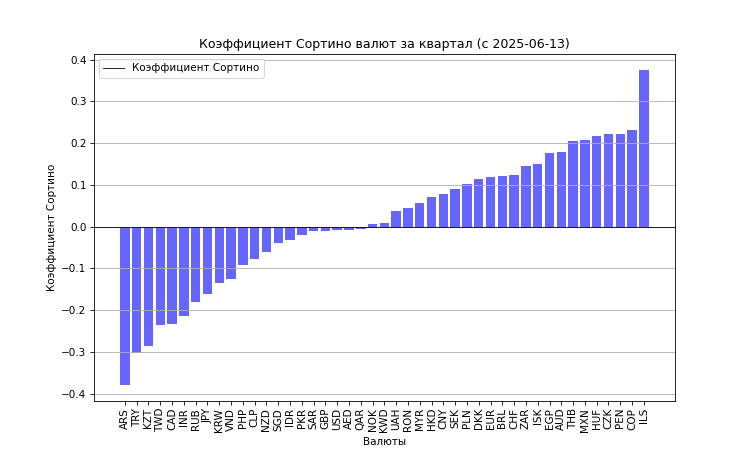 Коэффициент Сортино валют за квартал (с 2025-06-13)
Коэффициент Сортино
0.4
0.3
0.2
0.1
0.0
−0.1
−0.2
−0.3
−0.4
Коэффициент Сортино
ARS TRY KZT TWD CAD INR RUB JPY KRW VND PHP CLP NZD SGD IDR PKR SAR GBP USD AED QAR NOK KWD UAH RON MYR HKD CNY SEK PLN DKK EUR BRL CHF ZAR ISK EGP AUD THB MXN HUF CZK PEN COP ILS
Валюты